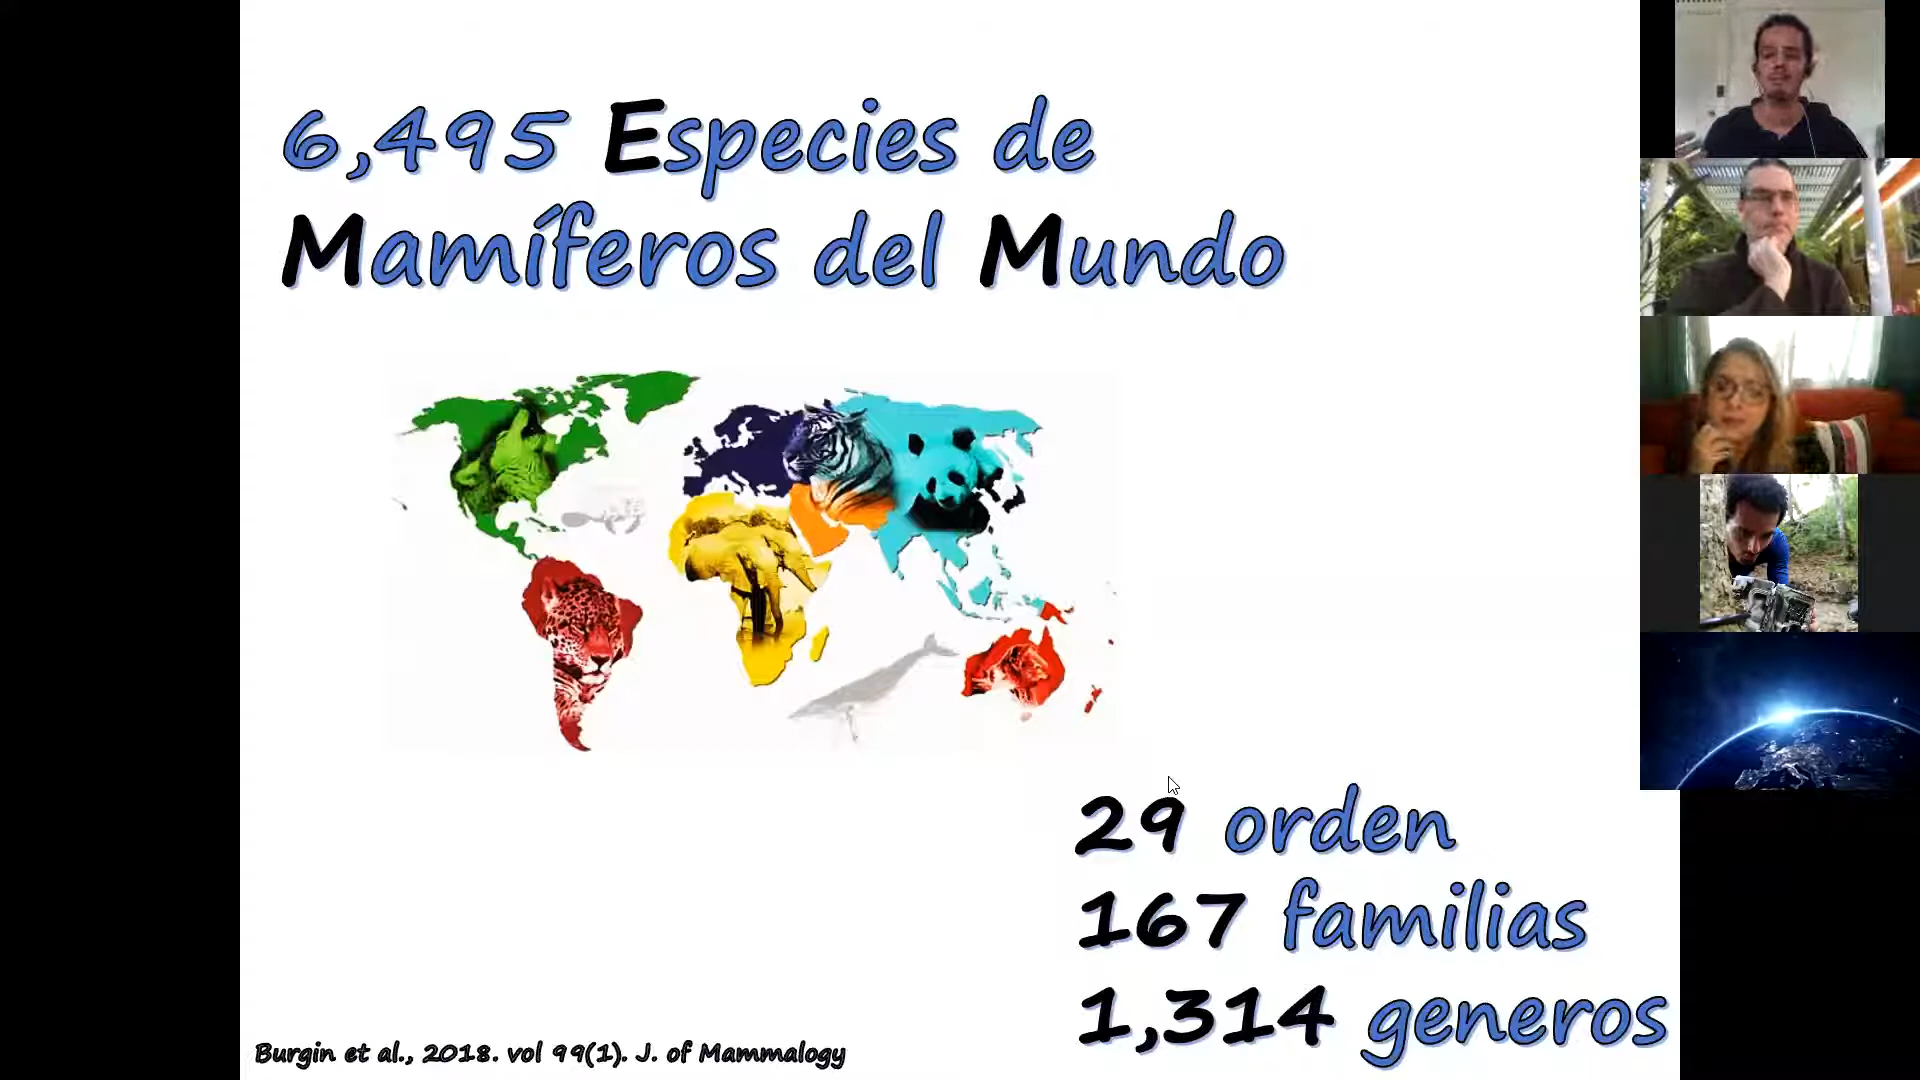 6,495 Especies de
Mamíferos del Mundo
29 orden
167 familias
1,314 generos
Burgin et al., 2018. vol 99(1). J. of Mammalogy